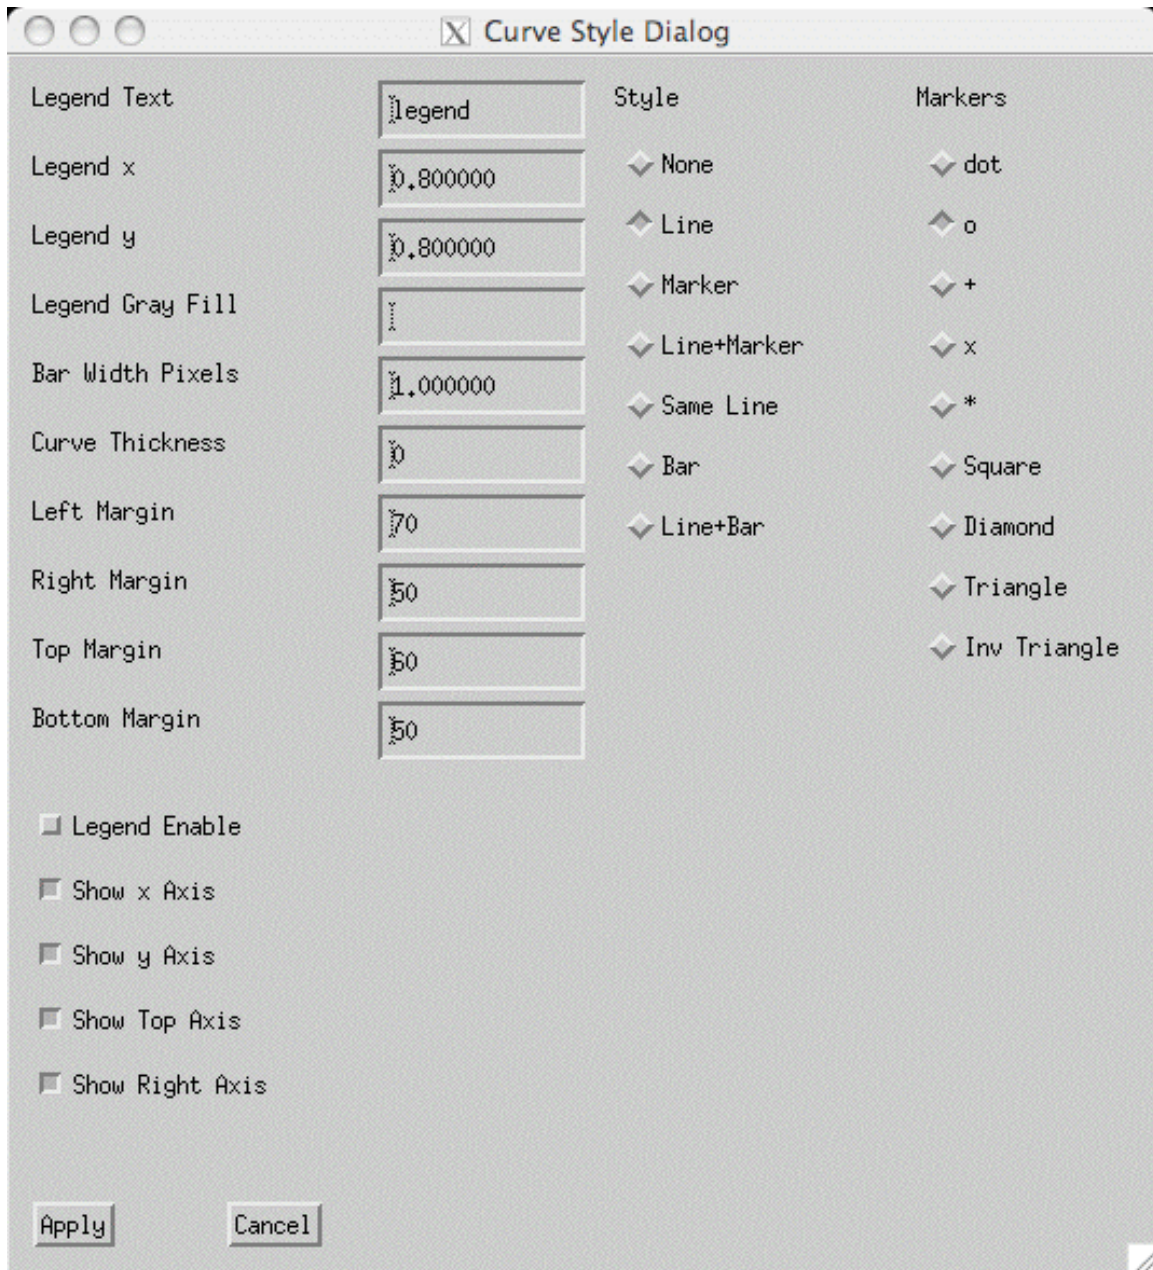 X Curve Style Dialog
Legend Text legend
Legend x 0.800000
Legend y 0.800000
Legend Gray Fill
Bar Width Pixels 1.000000
Curve Thickness 0
Left Margin 70
Right Margin 50
Top Margin 60
Bottom Margin 50
Legend Enable
Show x Axis
Show y Axis
Show Top Axis
Show Right Axis
Apply Cancel
Style
None
Line
Marker
Line+Marker
Same Line
Bar
Line+Bar
Markers
dot
o
+
x
*
Square
Diamond
Triangle
Inv Triangle